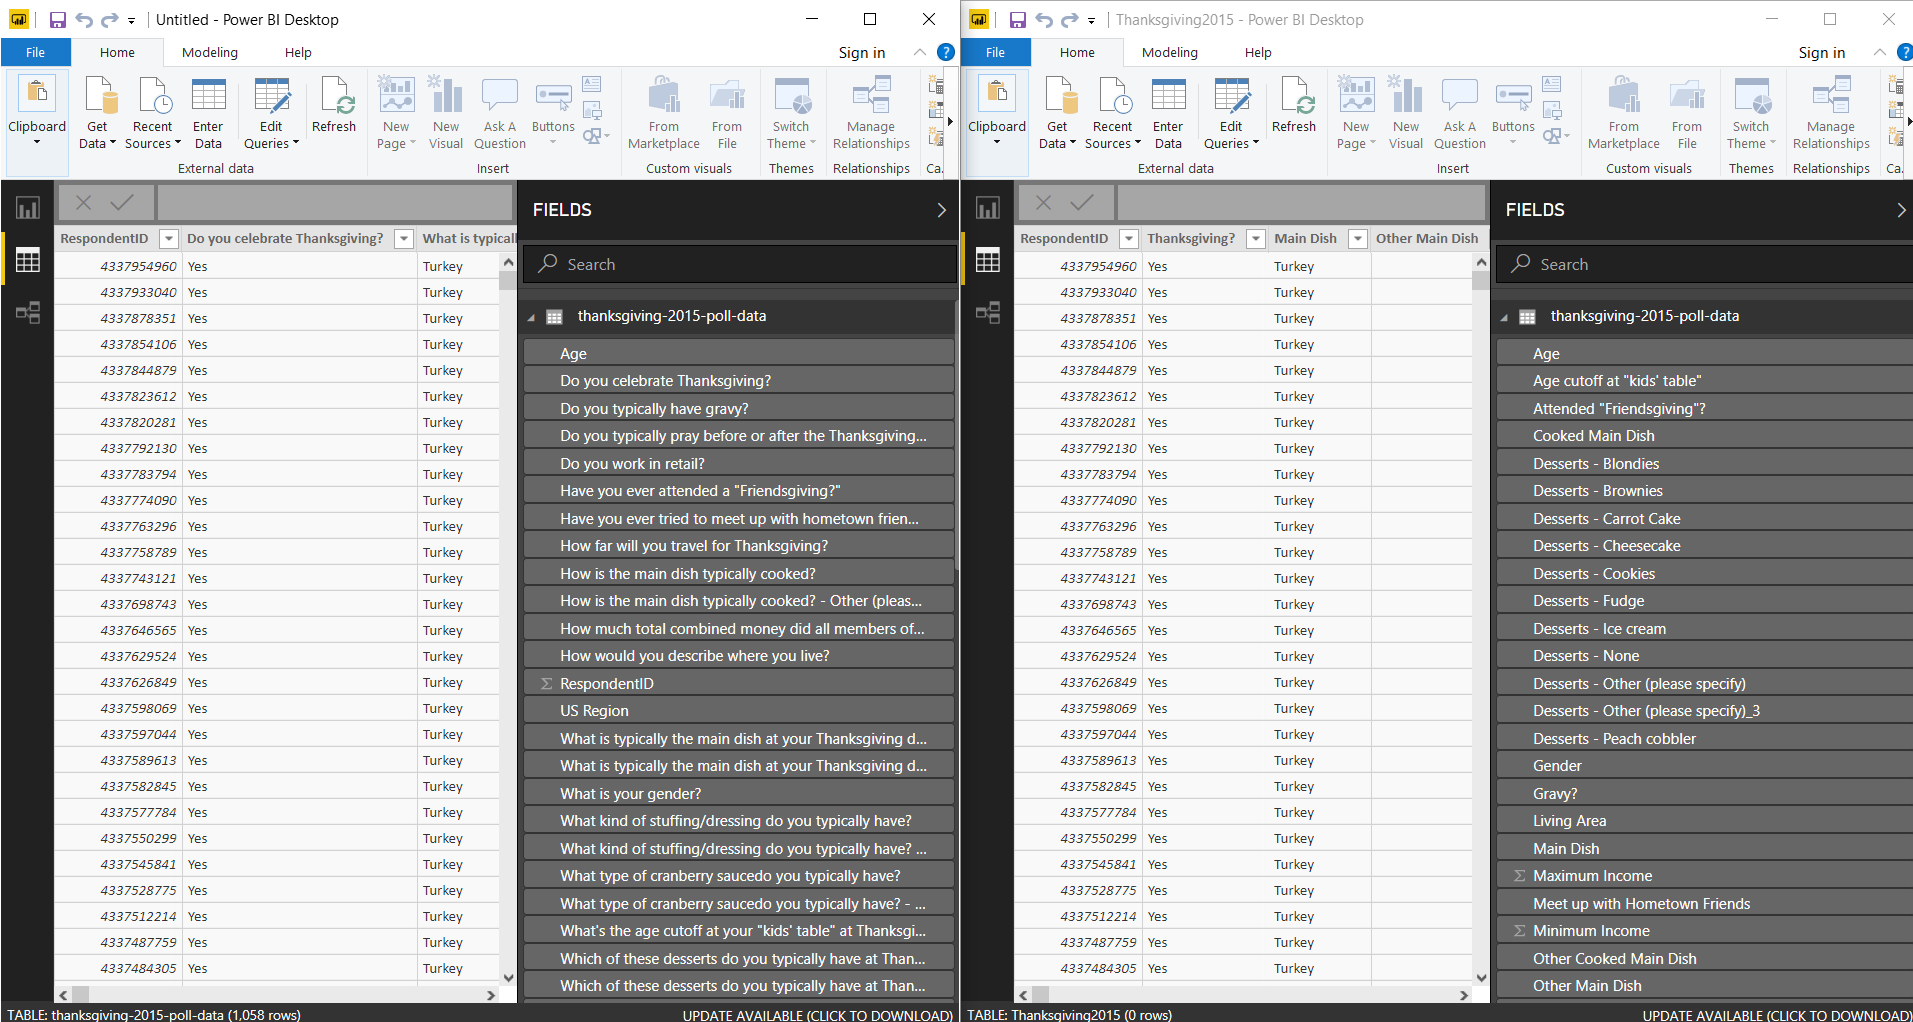 Untitled - Power BI Desktop
File Home Modeling Help Sign in
Clipboard
Get Data
Recent Sources
Enter Data
Edit Queries
Refresh
New Page
New Visual
Ask A Question
Buttons
From Marketplace
From File
Switch Theme
Manage Relationships
External data Insert Custom visuals Themes Relationships Ca.
RespondentID Do you celebrate Thanksgiving? What is typicall
4337954960 Yes Turkey
4337933040 Yes Turkey
4337878351 Yes Turkey
4337854106 Yes Turkey
4337844879 Yes Turkey
4337823612 Yes Turkey
4337820281 Yes Turkey
4337792130 Yes Turkey
4337783794 Yes Turkey
4337774090 Yes Turkey
4337763296 Yes Turkey
4337758789 Yes Turkey
4337743121 Yes Turkey
4337698743 Yes Turkey
4337646565 Yes Turkey
4337629524 Yes Turkey
4337626849 Yes Turkey
4337598069 Yes Turkey
4337597044 Yes Turkey
4337589613 Yes Turkey
4337582845 Yes Turkey
4337577784 Yes Turkey
4337550299 Yes Turkey
4337545841 Yes Turkey
4337528775 Yes Turkey
4337512214 Yes Turkey
4337487759 Yes Turkey
4337484305 Yes Turkey
FIELDS
Search
thanksgiving-2015-poll-data
Age
Do you celebrate Thanksgiving?
Do you typically have gravy?
Do you typically pray before or after the Thanksgiving...
Do you work in retail?
Have you ever attended a "Friendsgiving?"
Have you ever tried to meet up with hometown frien...
How far will you travel for Thanksgiving?
How is the main dish typically cooked?
How is the main dish typically cooked? - Other (pleas...
How much total combined money did all members of...
How would you describe where you live?
Σ RespondentID
US Region
What is typically the main dish at your Thanksgiving d...
What is typically the main dish at your Thanksgiving d...
What is your gender?
What kind of stuffing/dressing do you typically have?
What kind of stuffing/dressing do you typically have? ...
What type of cranberry saucedo you typically have?
What type of cranberry saucedo you typically have? - ...
What's the age cutoff at your "kids' table" at Thanksgi...
Which of these desserts do you typically have at Than...
Which of these desserts do you typically have at Than...
TABLE: thanksgiving-2015-poll-data (1,058 rows) UPDATE AVAILABLE (CLICK TO DOWNLOAD)
Thanksgiving2015 - Power BI Desktop
File Home Modeling Help Sign in
Clipboard
Get Data
Recent Sources
Enter Data
Edit Queries
Refresh
New Page
New Visual
Ask A Question
Buttons
From Marketplace
From File
Switch Theme
Manage Relationships
External data Insert Custom visuals Themes Relationships Ca.
RespondentID Thanksgiving? Main Dish Other Main Dish
4337954960 Yes Turkey
4337933040 Yes Turkey
4337878351 Yes Turkey
4337854106 Yes Turkey
4337844879 Yes Turkey
4337823612 Yes Turkey
4337820281 Yes Turkey
4337792130 Yes Turkey
4337783794 Yes Turkey
4337774090 Yes Turkey
4337763296 Yes Turkey
4337758789 Yes Turkey
4337743121 Yes Turkey
4337698743 Yes Turkey
4337646565 Yes Turkey
4337629524 Yes Turkey
4337626849 Yes Turkey
4337598069 Yes Turkey
4337597044 Yes Turkey
4337589613 Yes Turkey
4337582845 Yes Turkey
4337577784 Yes Turkey
4337550299 Yes Turkey
4337545841 Yes Turkey
4337528775 Yes Turkey
4337512214 Yes Turkey
4337487759 Yes Turkey
4337484305 Yes Turkey
FIELDS
Search
thanksgiving-2015-poll-data
Age
Age cutoff at "kids' table"
Attended "Friendsgiving"?
Cooked Main Dish
Desserts - Blondies
Desserts - Brownies
Desserts - Carrot Cake
Desserts - Cheesecake
Desserts - Cookies
Desserts - Fudge
Desserts - Ice cream
Desserts - None
Desserts - Other (please specify)
Desserts - Other (please specify)_3
Desserts - Peach cobbler
Gender
Gravy?
Living Area
Main Dish
Σ Maximum Income
Meet up with Hometown Friends
Σ Minimum Income
Other Cooked Main Dish
Other Main Dish
TABLE: Thanksgiving2015 (0 rows) UPDATE AVAILABLE (CLICK TO DOWNLOAD)